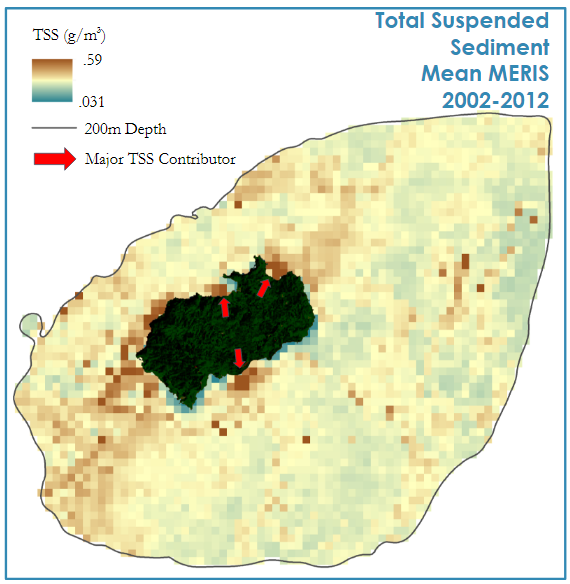 Total Suspended
Sediment
Mean MERIS
2002-2012
TSS (g/m³)
.59
.031
200m Depth
Major TSS Contributor